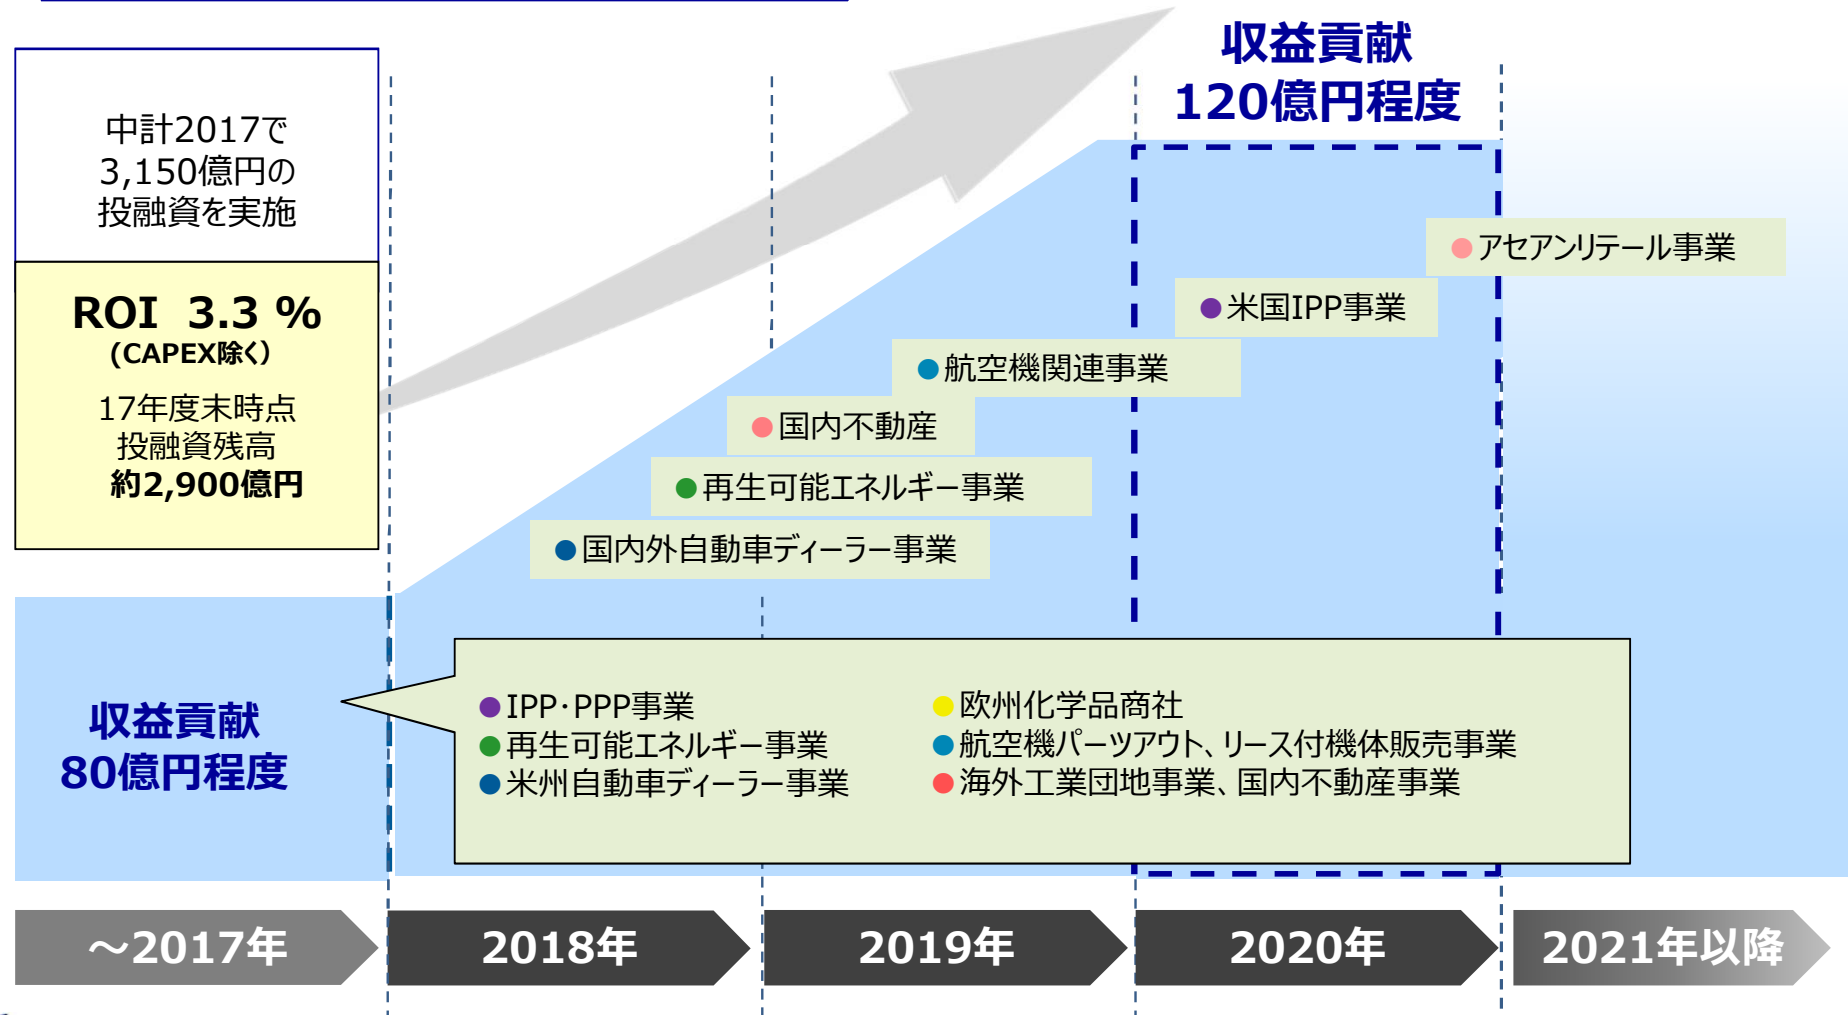 収益貢献
120億円程度
中計2017で
3,150億円の
投融資を実施
ROI 3.3 %
(CAPEX除く)
17年度末時点
投融資残高
約2,900億円
●アセアンリテール事業
●米国IPP事業
●航空機関連事業
●国内不動産
●再生可能エネルギー事業
●国内外自動車ディーラー事業
収益貢献
80億円程度
●IPP・PPP事業
●再生可能エネルギー事業
●米州自動車ディーラー事業
●欧州化学品商社
●航空機パーツアウト、リース付機体販売事業
●海外工業団地事業、国内不動産事業
～2017年
2018年
2019年
2020年
2021年以降